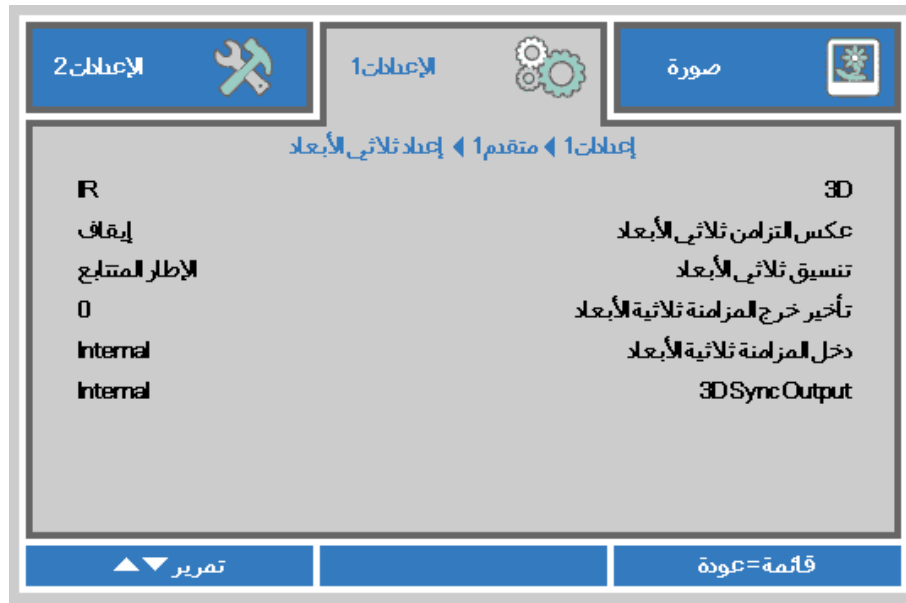 صورة
الإعدادات1
الإعدادات2
إعدادات1 ◀ متقدم1 ◀ إعداد ثلاثي الأبعاد
3D IR
عكس التزامن ثلاثي الأبعاد إيقاف
تنسيق ثلاثي الأبعاد الإطار المتتابع
تأخير خرج المزامنة ثلاثية الأبعاد 0
دخل المزامنة ثلاثية الأبعاد Internal
3D Sync Output Internal
قائمة=عودة
تمرير ▼▲